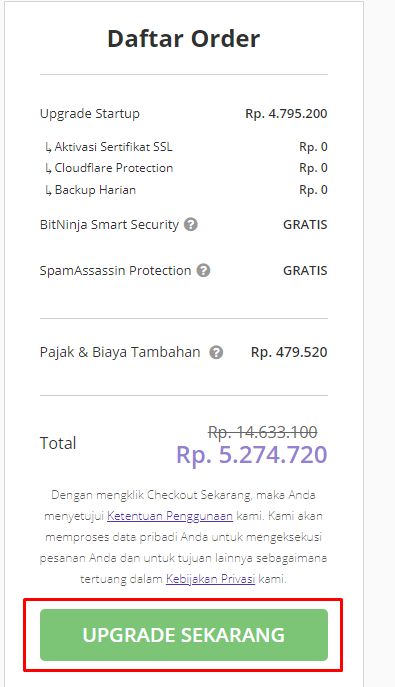 Daftar Order
Upgrade Startup Rp. 4.795.200
↳ Aktivasi Sertifikat SSL Rp. 0
↳ Cloudflare Protection Rp. 0
↳ Backup Harian Rp. 0
BitNinja Smart Security ? GRATIS
SpamAssassin Protection ? GRATIS
Pajak & Biaya Tambahan ? Rp. 479.520
Rp. 14.633.100
Total Rp. 5.274.720
Dengan mengklik Checkout Sekarang, maka Anda
menyetujui Ketentuan Penggunaan kami. Kami akan
memproses data pribadi Anda untuk mengeksekusi
pesanan Anda dan untuk tujuan lainnya sebagaimana
tertuang dalam Kebijakan Privasi kami.
UPGRADE SEKARANG